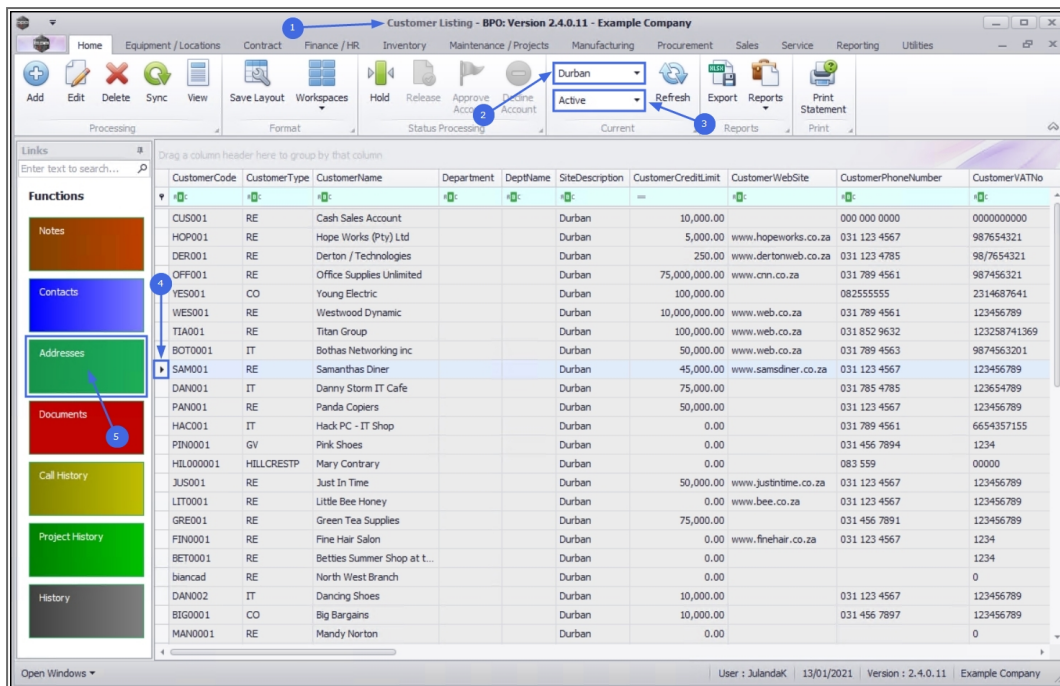 1
Customer Listing - BPO: Version 2.4.0.11 - Example Company
Home Equipment / Locations Contract Finance / HR Inventory Maintenance / Projects Manufacturing Procurement Sales Service Reporting Utilities
Add Edit Delete Sync View Save Layout Workspaces Hold Release Approve Account Decline Account Durban Active Refresh Export Reports Print Statement
2 3
Processing Format Status Processing Current Reports Print
Links
Enter text to search...
Functions
Notes
Contacts
Addresses
Documents
Call History
Project History
History
4
5
Drag a column header here to group by that column
CustomerCode CustomerType CustomerName Department DeptName SiteDescription CustomerCreditLimit CustomerWebSite CustomerPhoneNumber CustomerVATNo
CUS001 RE Cash Sales Account Durban 10,000.00 000 000 0000 0000000000
HOP001 RE Hope Works (Pty) Ltd Durban 5,000.00 www.hopeworks.co.za 031 123 4567 987654321
DER001 RE Derton / Technologies Durban 250.00 www.dertonweb.co.za 031 123 4785 98/7654321
OFF001 RE Office Supplies Unlimited Durban 75,000,000.00 www.cnn.co.za 031 789 4561 987456321
YES001 CO Young Electric Durban 100,000.00 082555555 2314687641
WES001 RE Westwood Dynamic Durban 10,000,000.00 www.web.co.za 031 789 4561 123456789
TIA001 RE Titan Group Durban 100,000.00 www.web.co.za 031 852 9632 123258741369
BOT0001 IT Bothas Networking inc Durban 50,000.00 www.web.co.za 031 789 4563 9874563201
SAM001 RE Samanthas Diner Durban 45,000.00 www.samsdiner.co.za 031 123 4567 123456789
DAN001 IT Danny Storm IT Cafe Durban 75,000.00 031 785 4785 123654789
PAN001 RE Panda Copiers Durban 50,000.00 031 123 4567 123456789
HAC001 IT Hack PC - IT Shop Durban 0.00 031 789 4561 6654357155
PIN0001 GV Pink Shoes Durban 0.00 031 456 7894 1234
HIL000001 HILLCRESTP Mary Contrary Durban 0.00 083 559 00000
JUS001 RE Just In Time Durban 50,000.00 www.justintime.co.za 031 123 4567 123456789
LIT0001 RE Little Bee Honey Durban 0.00 www.bee.co.za 031 123 4567 123456789
GRE001 RE Green Tea Supplies Durban 75,000.00 031 456 7891 123456789
FIN0001 RE Fine Hair Salon Durban 0.00 www.finehair.co.za 031 123 4567 1234
BET0001 RE Betties Summer Shop at t... Durban 0.00 1234
biancad RE North West Branch Durban 0.00 0
DAN002 IT Dancing Shoes Durban 10,000.00 031 123 4567 123456789
BIG0001 CO Big Bargains Durban 10,000.00 031 456 7897 123456789
MAN0001 RE Mandy Norton Durban 0.00 0
Open Windows User : JulandaK 13/01/2021 Version : 2.4.0.11 Example Company